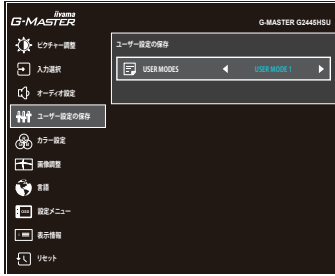 iiyama
G-MASTER
G-MASTER G2445HSU
ピクチャー調整
入力選択
オーディオ設定
ユーザー設定の保存
カラー設定
画像調整
言語
OSD 設定メニュー
表示情報
リセット
ユーザー設定の保存
USER MODES
USER MODE 1